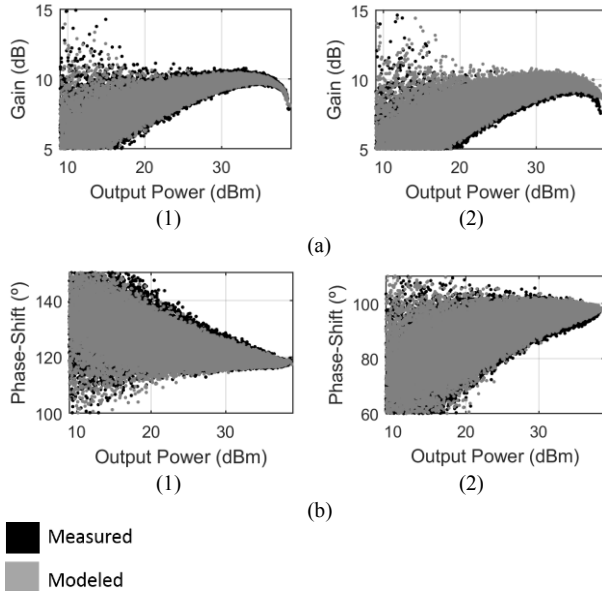 15
10
5
Gain (dB)
10 20 30
Output Power (dBm)
(1)
15
10
5
Gain (dB)
10 20 30
Output Power (dBm)
(2)
(a)
140
120
100
Phase-Shift (º)
10 20 30
Output Power (dBm)
(1)
100
80
60
Phase-Shift (º)
10 20 30
Output Power (dBm)
(2)
(b)
Measured
Modeled